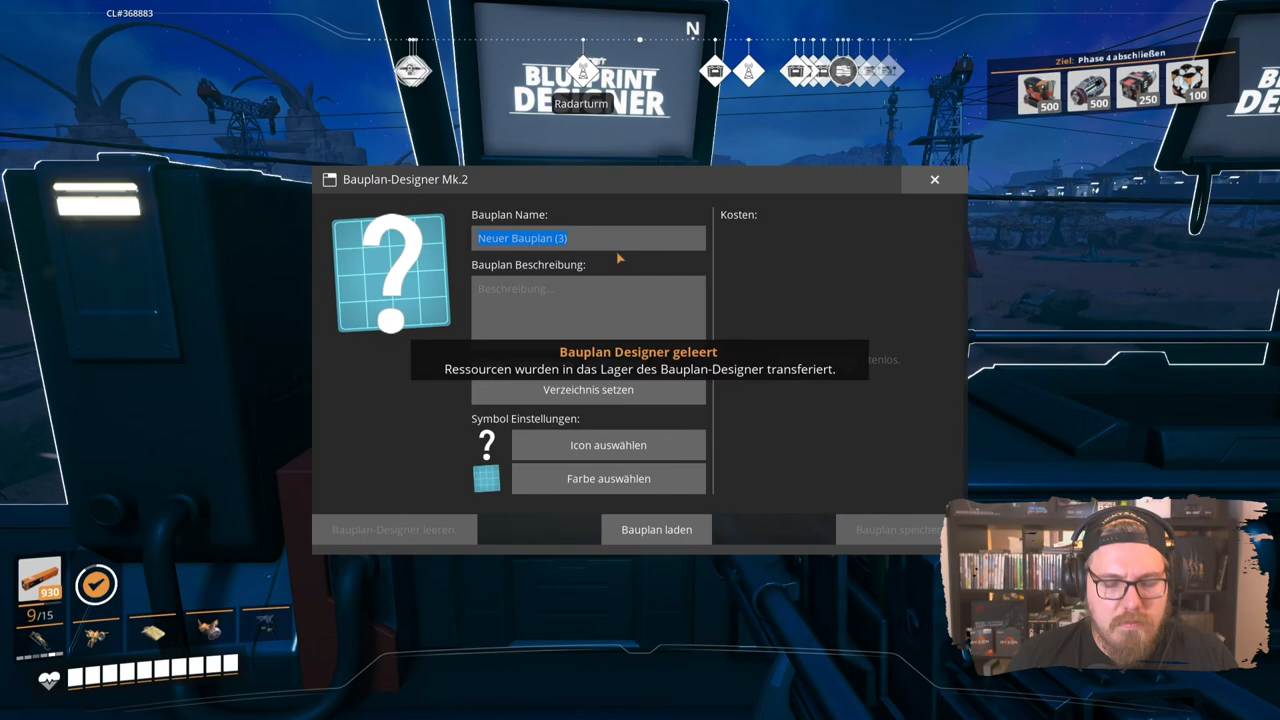 CL#368883
N
BLUEPRINT
DESIGNER
Radarturm
Ziel: Phase 4 abschließen
500
500
250
100
Bauplan-Designer Mk.2
Bauplan Name:
Neuer Bauplan (3)
Bauplan Beschreibung:
Beschreibung...
Kosten:
Bauplan Designer geleert
Ressourcen wurden in das Lager des Bauplan-Designer transferiert.
tenlos.
Verzeichnis setzen
Symbol Einstellungen:
Icon auswählen
Farbe auswählen
Bauplan-Designer leeren
Bauplan laden
Bauplan speicher
930
9/15